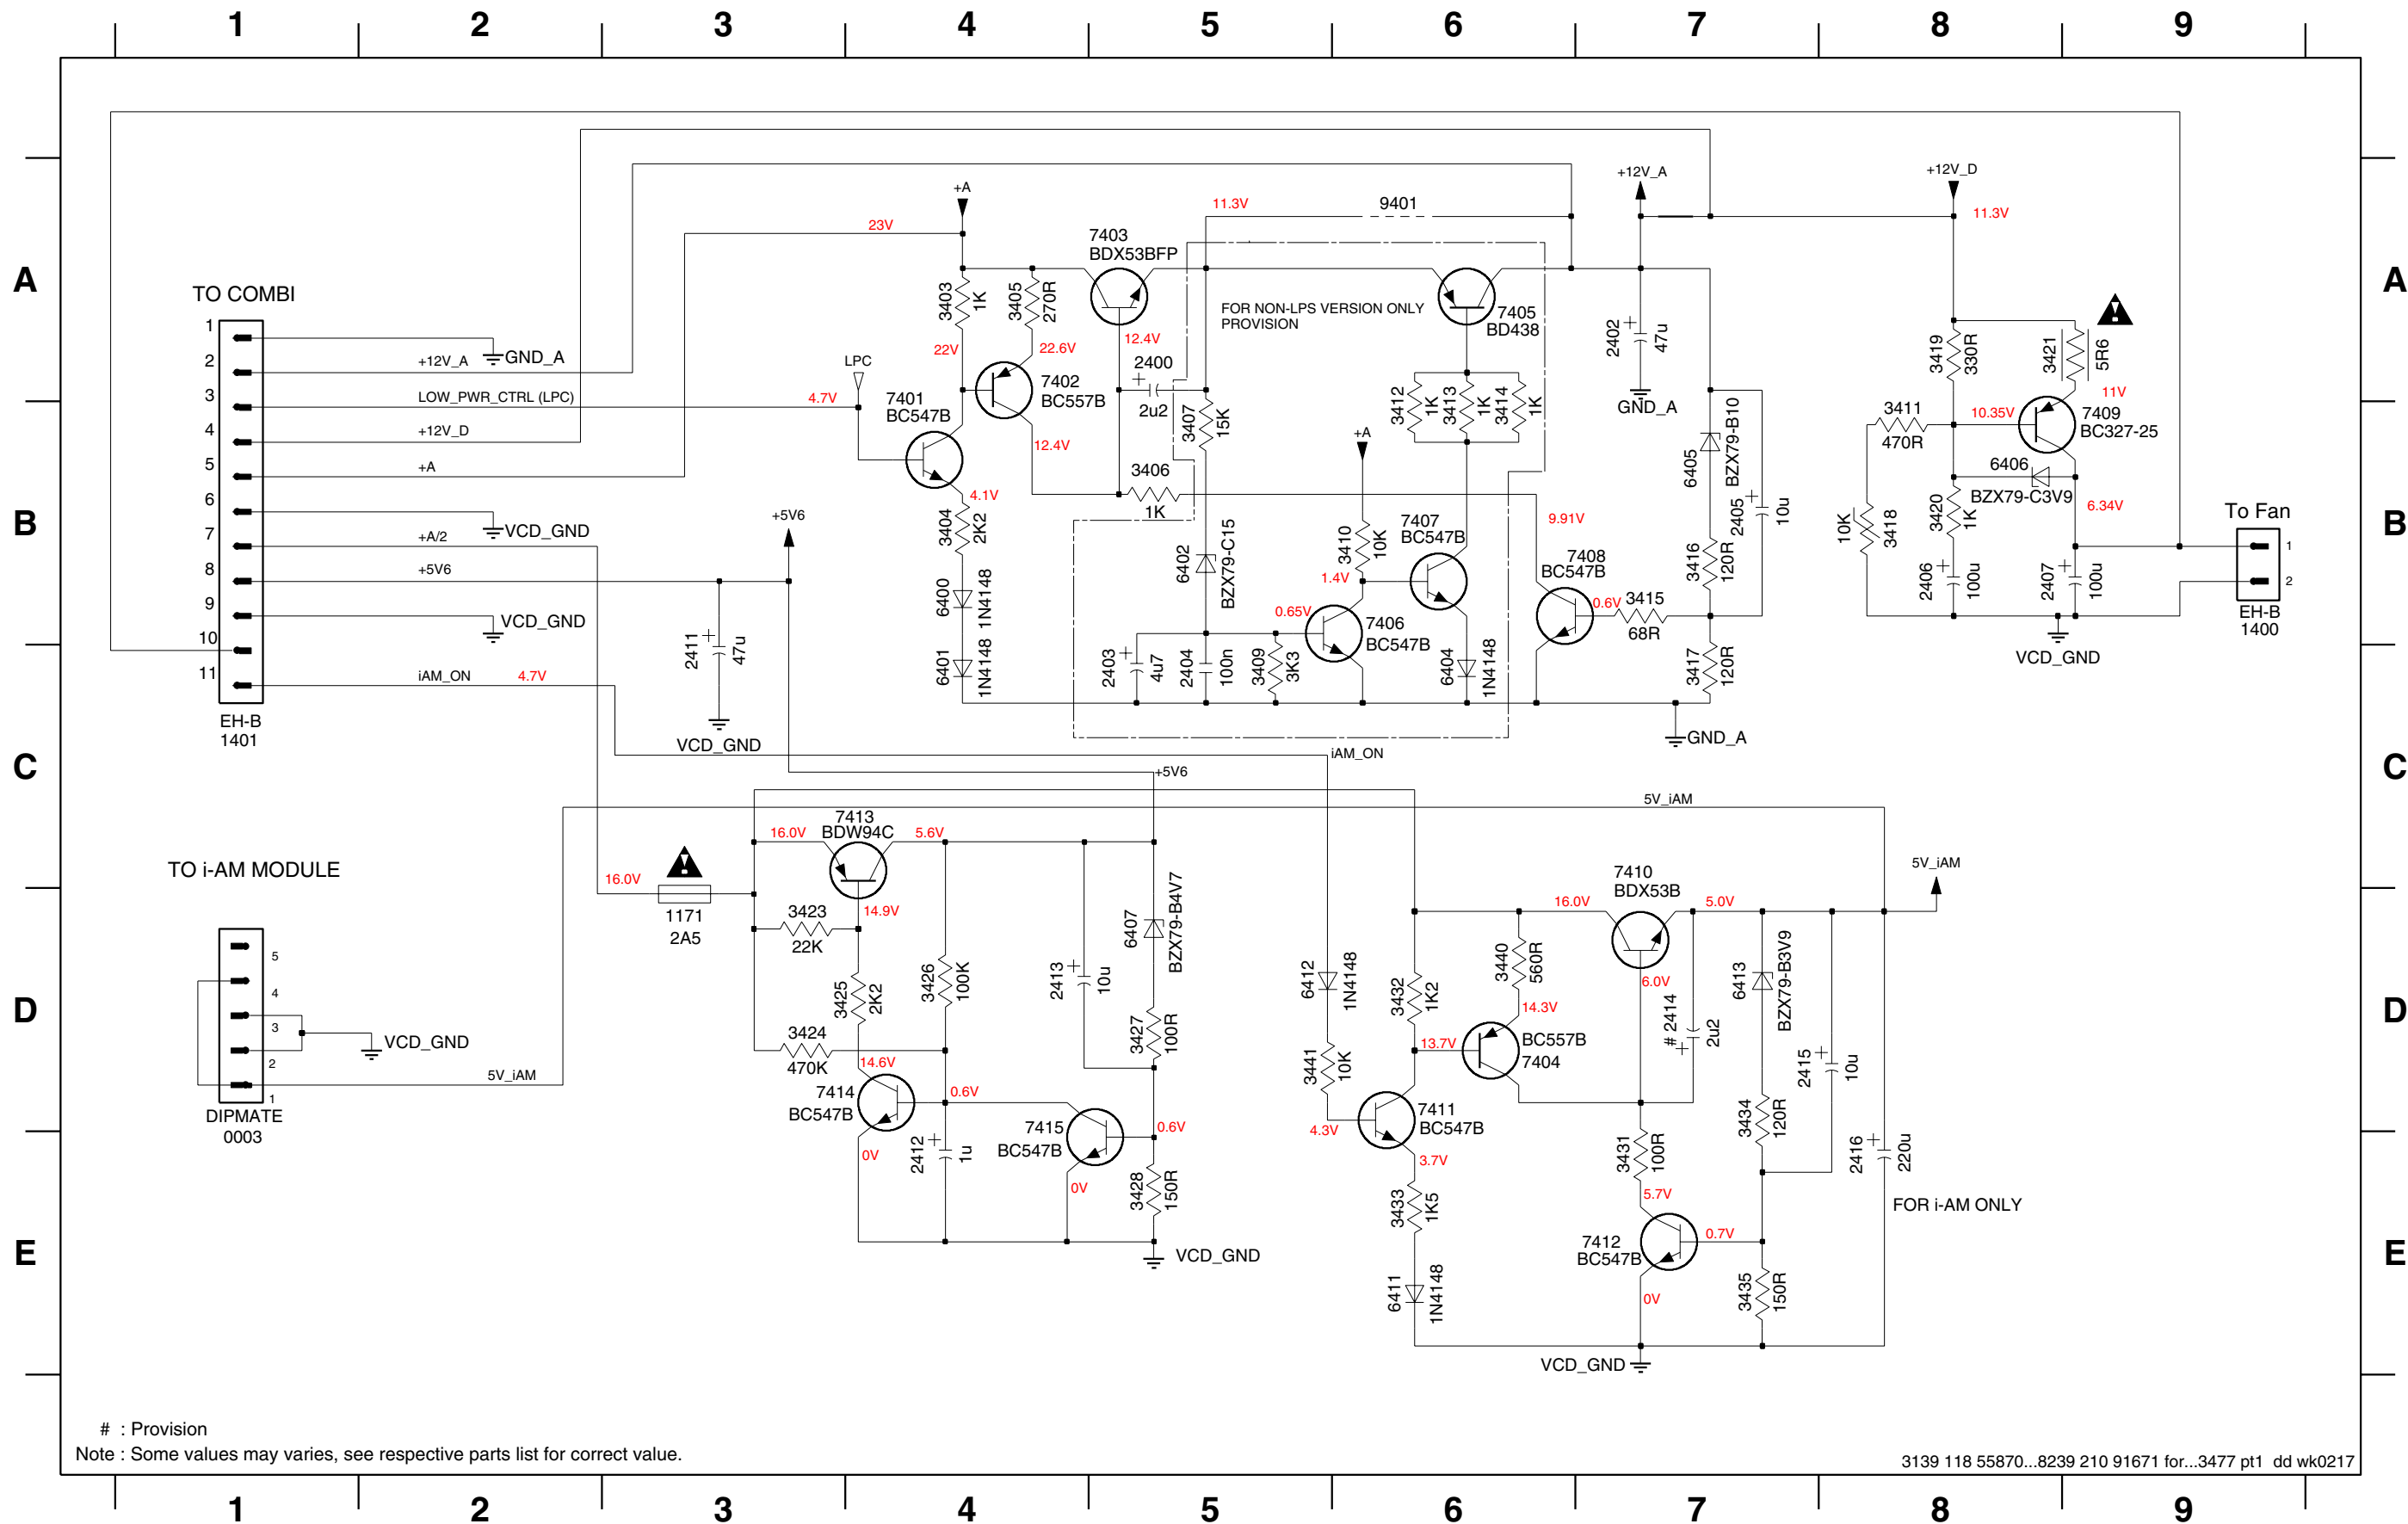 1 2 3 4 5 6 7 8 9
A
B
C
D
E
A
B
C
D
E
TO COMBI
1
2
3
4
5
6
7
8
9
10
11
EH-B
1401
GND_A
+12V_A
LOW_PWR_CTRL (LPC)
+12V_D
+A
VCD_GND
+A/2
+5V6
VCD_GND
iAM_ON 4.7V
2411
47u
VCD_GND
+5V6
LPC
4.7V
23V
+A
3403
1K
3405
270R
22V
22.6V
7401
BC547B
7402
BC557B
12.4V
4.1V
3404
2K2
6400
1N4148
6401
1N4148
7403
BDX53BFP
12.4V
2400
2u2
3406
1K
11.3V
9401
FOR NON-LPS VERSION ONLY
PROVISION
3407
15K
6402
BZX79-C15
2403
4u7
2404
100n
3409
3K3
0.65V
7406
BC547B
1.4V
+A
3410
10K
7407
BC547B
6404
1N4148
3412
1K
3413
1K
3414
1K
7405
BD438
9.91V
7408
BC547B
0.6V
3415
68R
+12V_A
2402
47u
GND_A
6405
BZX79-B10
2405
10u
3416
120R
3417
120R
GND_A
+12V_D
11.3V
3419
330R
3421
5R6
11V
3411
470R
10.35V
7409
BC327-25
6406
BZX79-C3V9
6.34V
10K
3418
3420
1K
2406
100u
2407
100u
VCD_GND
To Fan
1
2
EH-B
1400
iAM_ON
+5V6
5V_iAM
TO i-AM MODULE
5
4
3
2
1
DIPMATE
0003
VCD_GND
5V_iAM
16.0V
1171
2A5
16.0V
7413
BDW94C
5.6V
14.9V
3423
22K
3425
2K2
3424
470K
3426
100K
14.6V
7414
BC547B
0.6V
0V
2412
1u
2413
10u
6407
BZX79-B4V7
3427
100R
7415
BC547B
0.6V
0V
3428
150R
VCD_GND
6412
1N4148
3441
10K
4.3V
7411
BC547B
3.7V
3433
1K5
6411
1N4148
3432
1K2
13.7V
3440
560R
14.3V
BC557B
7404
16.0V
7410
BDX53B
5.0V
6.0V
# 2414
2u2
6413
BZX79-B3V9
2415
10u
3431
100R
5.7V
7412
BC547B
0.7V
0V
3434
120R
3435
150R
2416
220u
5V_iAM
FOR i-AM ONLY
VCD_GND
# : Provision
Note : Some values may varies, see respective parts list for correct value.
3139 118 55870...8239 210 91671 for...3477 pt1 dd wk0217
1 2 3 4 5 6 7 8 9